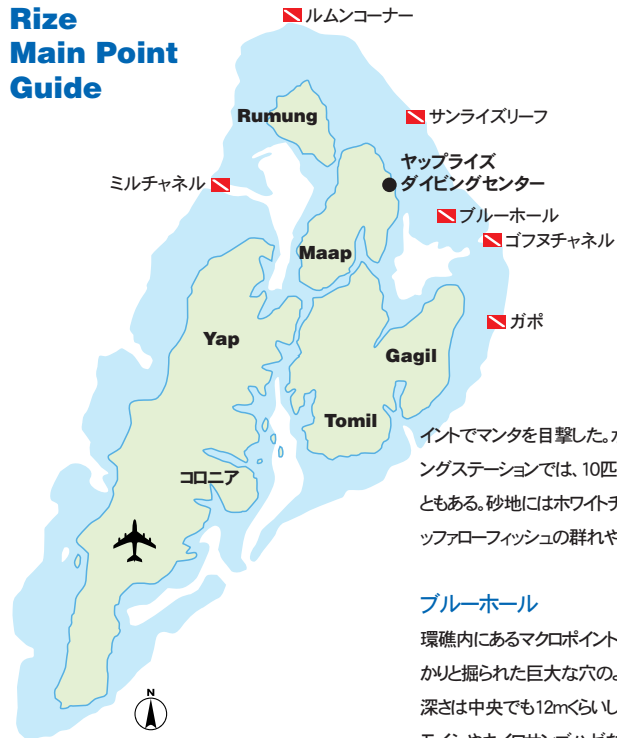 Rize
Main Point
Guide
ルムンコーナー
Rumung
サンライズリーフ
ヤップライズ
ダイビングセンター
ミルチャネル
ブルーホール
ゴフヌチャネル
Maap
ガポ
Yap
Gagil
Tomil
コロニア
N
イントでマンタを目撃した。
ングステーションでは、10匹
ともある。砂地にはホワイトチ
ッファローフィッシュの群れや
ブルーホール
環礁内にあるマクロポイント
かりと掘られた巨大な穴の
深さは中央でも12mくらいし